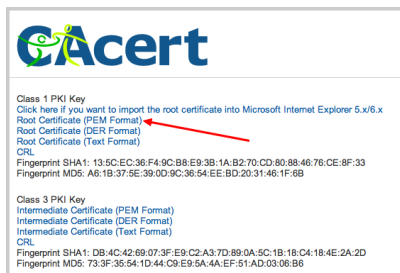 CAcert
Class 1 PKI Key
Click here if you want to import the root certificate into Microsoft Internet Explorer 5.x/6.x
Root Certificate (PEM Format)
Root Certificate (DER Format)
Root Certificate (Text Format)
CRL
Fingerprint SHA1: 13:5C:EC:36:F4:9C:B8:E9:3B:1A:B2:70:CD:80:88:46:76:CE:8F:33
Fingerprint MD5: A6:1B:37:5E:39:0D:9C:36:54:EE:BD:20:31:46:1F:6B
Class 3 PKI Key
Intermediate Certificate (PEM Format)
Intermediate Certificate (DER Format)
Intermediate Certificate (Text Format)
CRL
Fingerprint SHA1: DB:4C:42:69:07:3F:E9:C2:A3:7D:89:0A:5C:1B:18:C4:18:4E:2A:2D
Fingerprint MD5: 73:3F:35:54:1D:44:C9:E9:5A:4A:EF:51:AD:03:06:B6